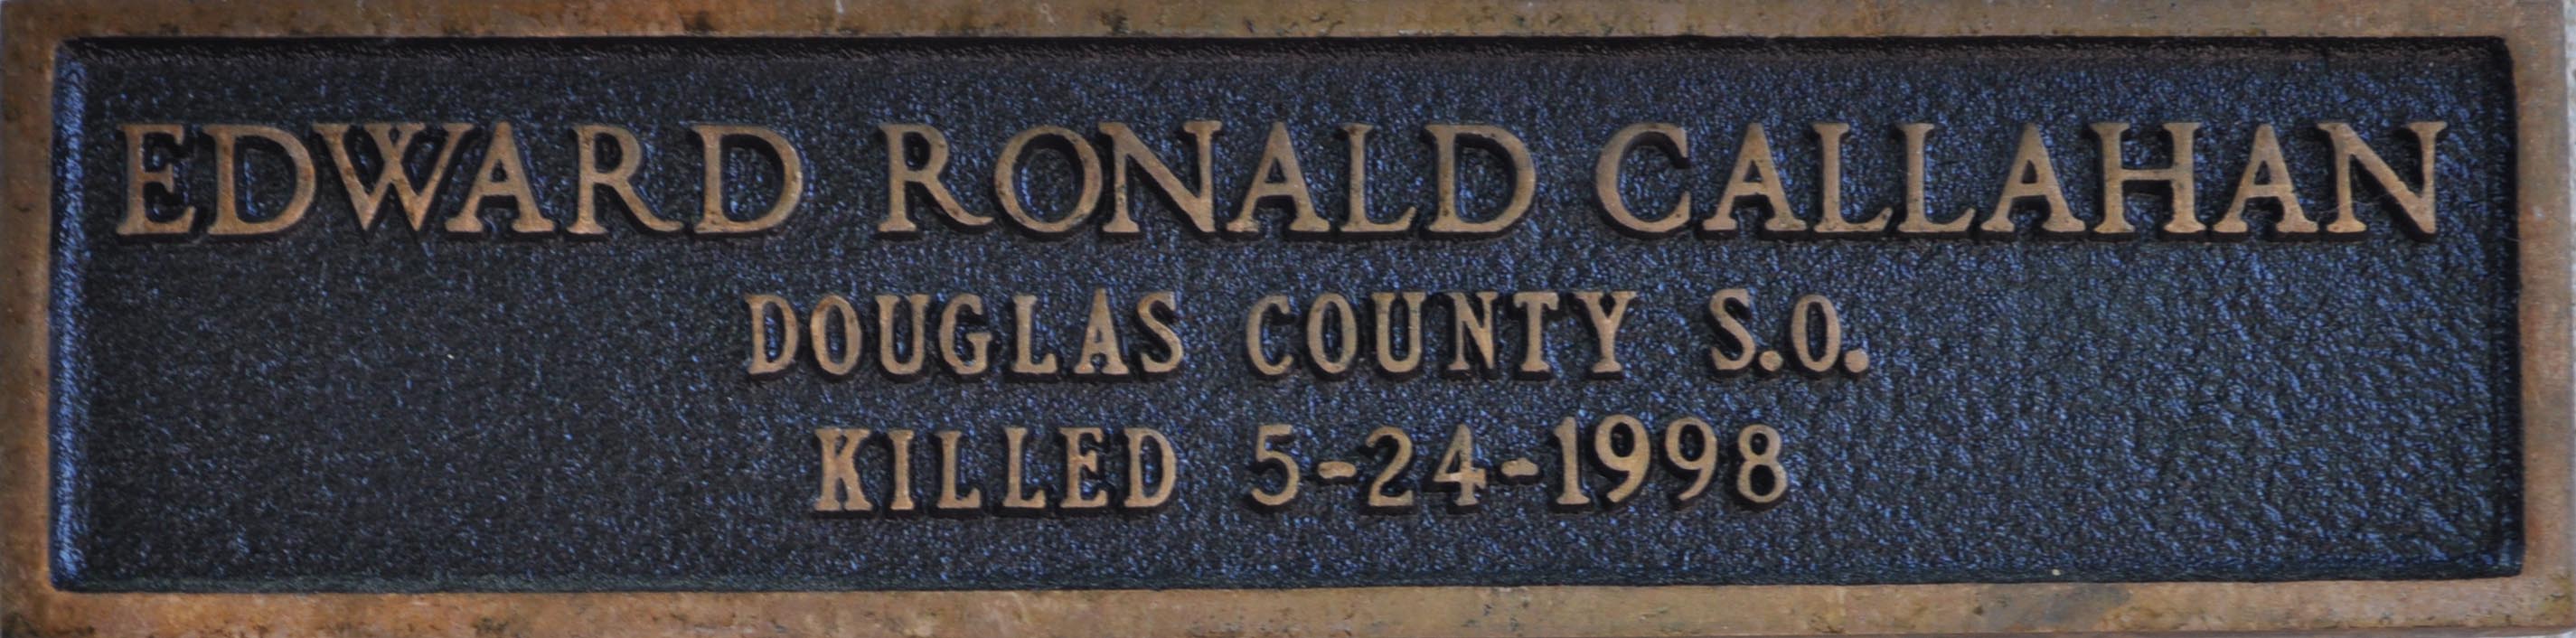 EDWARD RONALD CALLAHAN
DOUGLAS COUNTY S.O.
KILLED 5-24-1998